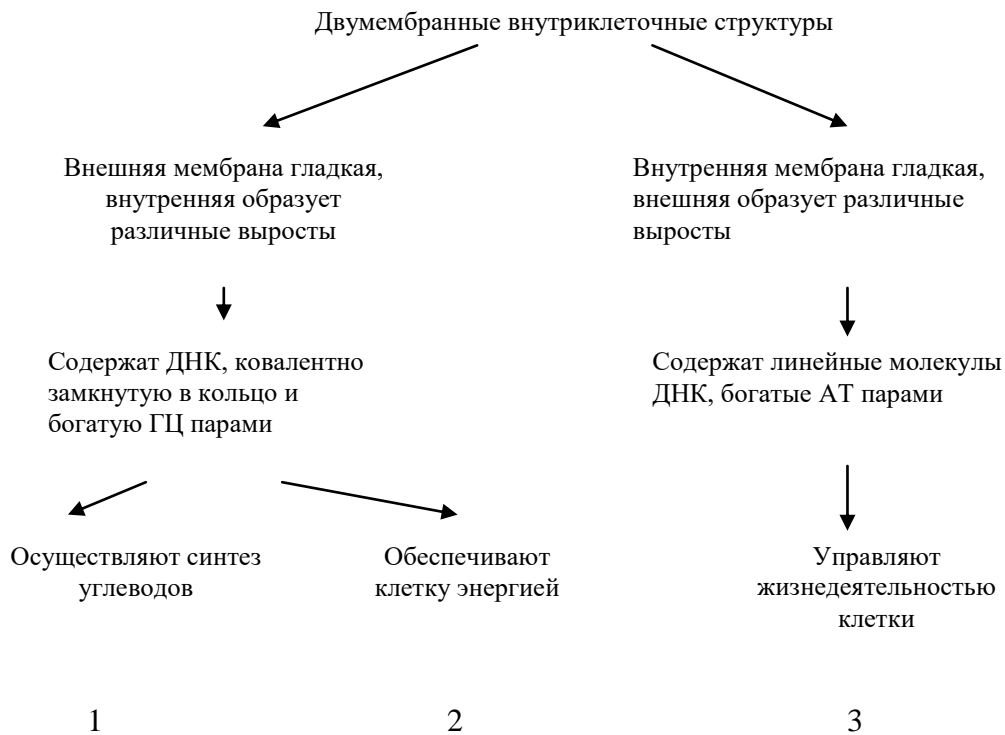 Двумембранные внутриклеточные структуры
Внешняя мембрана гладкая,
внутренняя образует
различные выросты
Внутренняя мембрана гладкая,
внешняя образует различные
выросты
Содержат ДНК, ковалентно
замкнутую в кольцо и
богатую ГЦ парами
Содержат линейные молекулы
ДНК, богатые АТ парами
Осуществляют синтез
углеводов
Обеспечивают
клетку энергией
Управляют
жизнедеятельностью
клетки
1
2
3